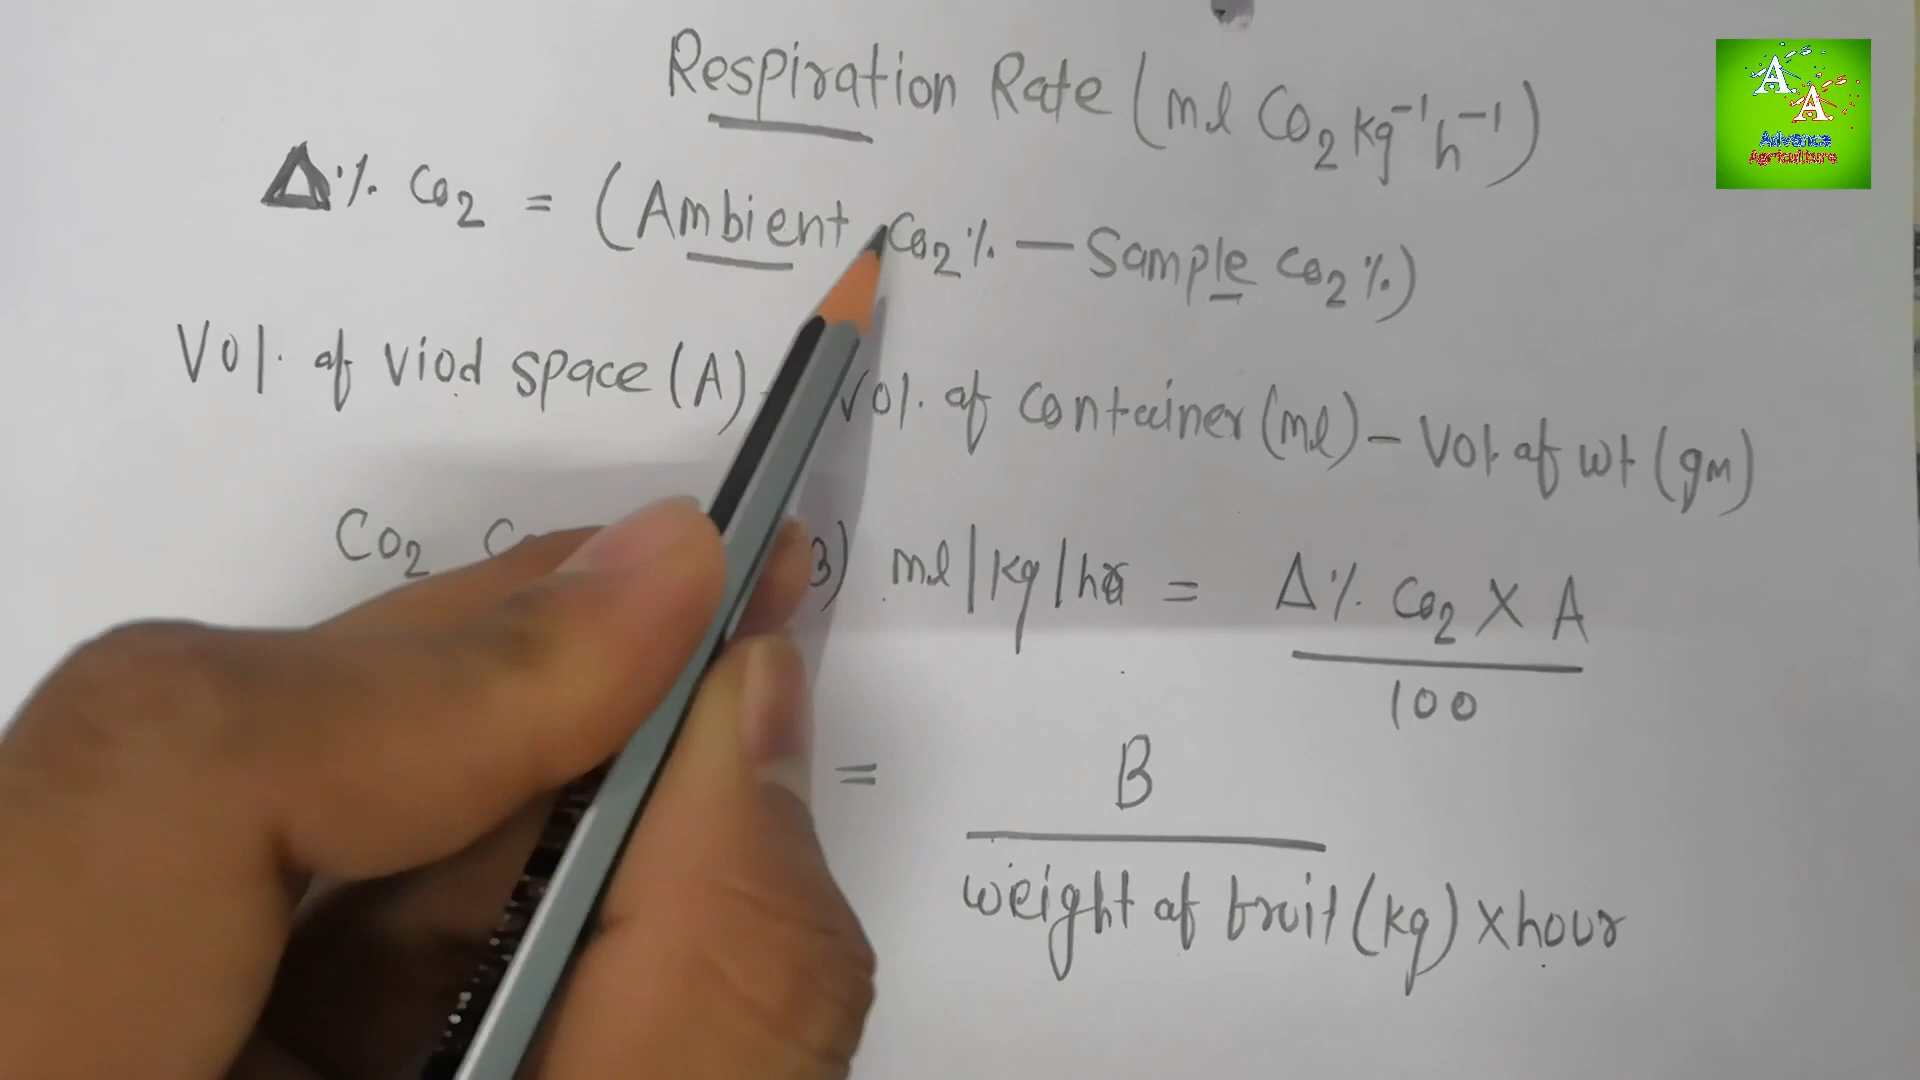 Respiration Rate (ml Co2 kg-1 h-1)
Δ% Co2 = (Ambient Co2% - Sample Co2%)
Vol. of Viod space (A) Vol. of container (ml) - Vol of wt (gm)
Co2 ml/kg/hr = Δ% Co2 X A
100
= B
weight of fruit (kg) x hour
A
A
Advance
Agriculture